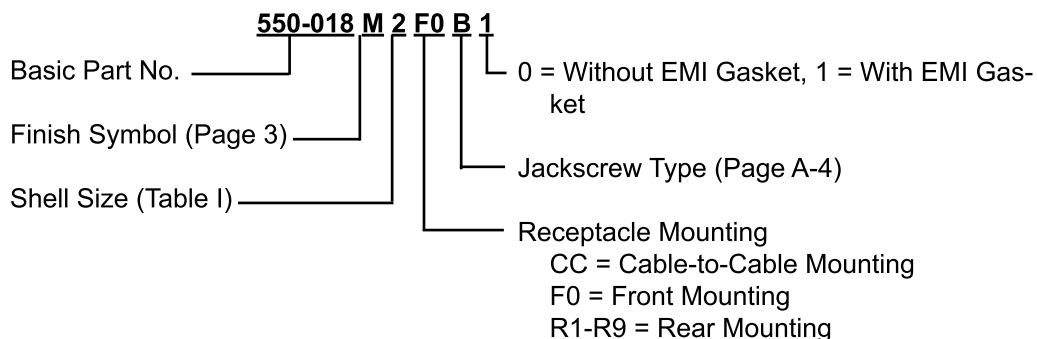 550-018 M 2 F0 B 1
Basic Part No.
0 = Without EMI Gasket, 1 = With EMI Gas-
ket
Finish Symbol (Page 3)
Jackscrew Type (Page A-4)
Shell Size (Table I)
Receptacle Mounting
CC = Cable-to-Cable Mounting
F0 = Front Mounting
R1-R9 = Rear Mounting